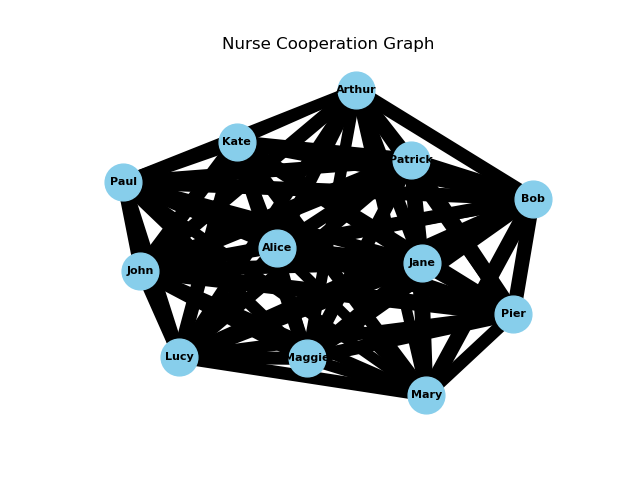 Nurse Cooperation Graph
Arthur
Kate
Patrick
Paul
Bob
Alice
Jane
John
Pier
Lucy
Maggie
Mary